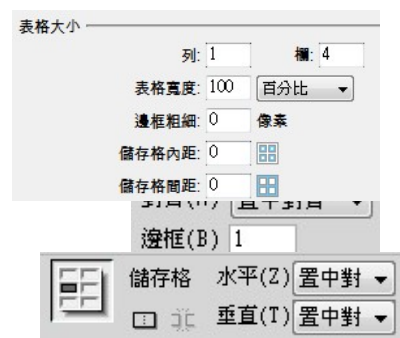 表格大小
列: 1 欄: 4
表格寬度: 100 百分比
邊框粗細: 0 像素
儲存格內距: 0
儲存格間距: 0
邊框(B) 1
儲存格 水平(Z) 置中對
垂直(T) 置中對